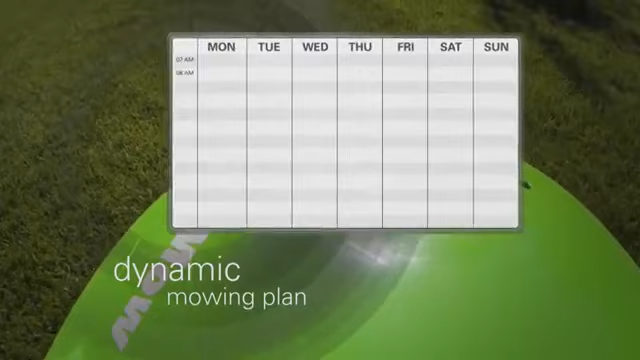 MON TUE WED THU FRI SAT SUN
07 AM
08 AM
dynamic
mowing plan